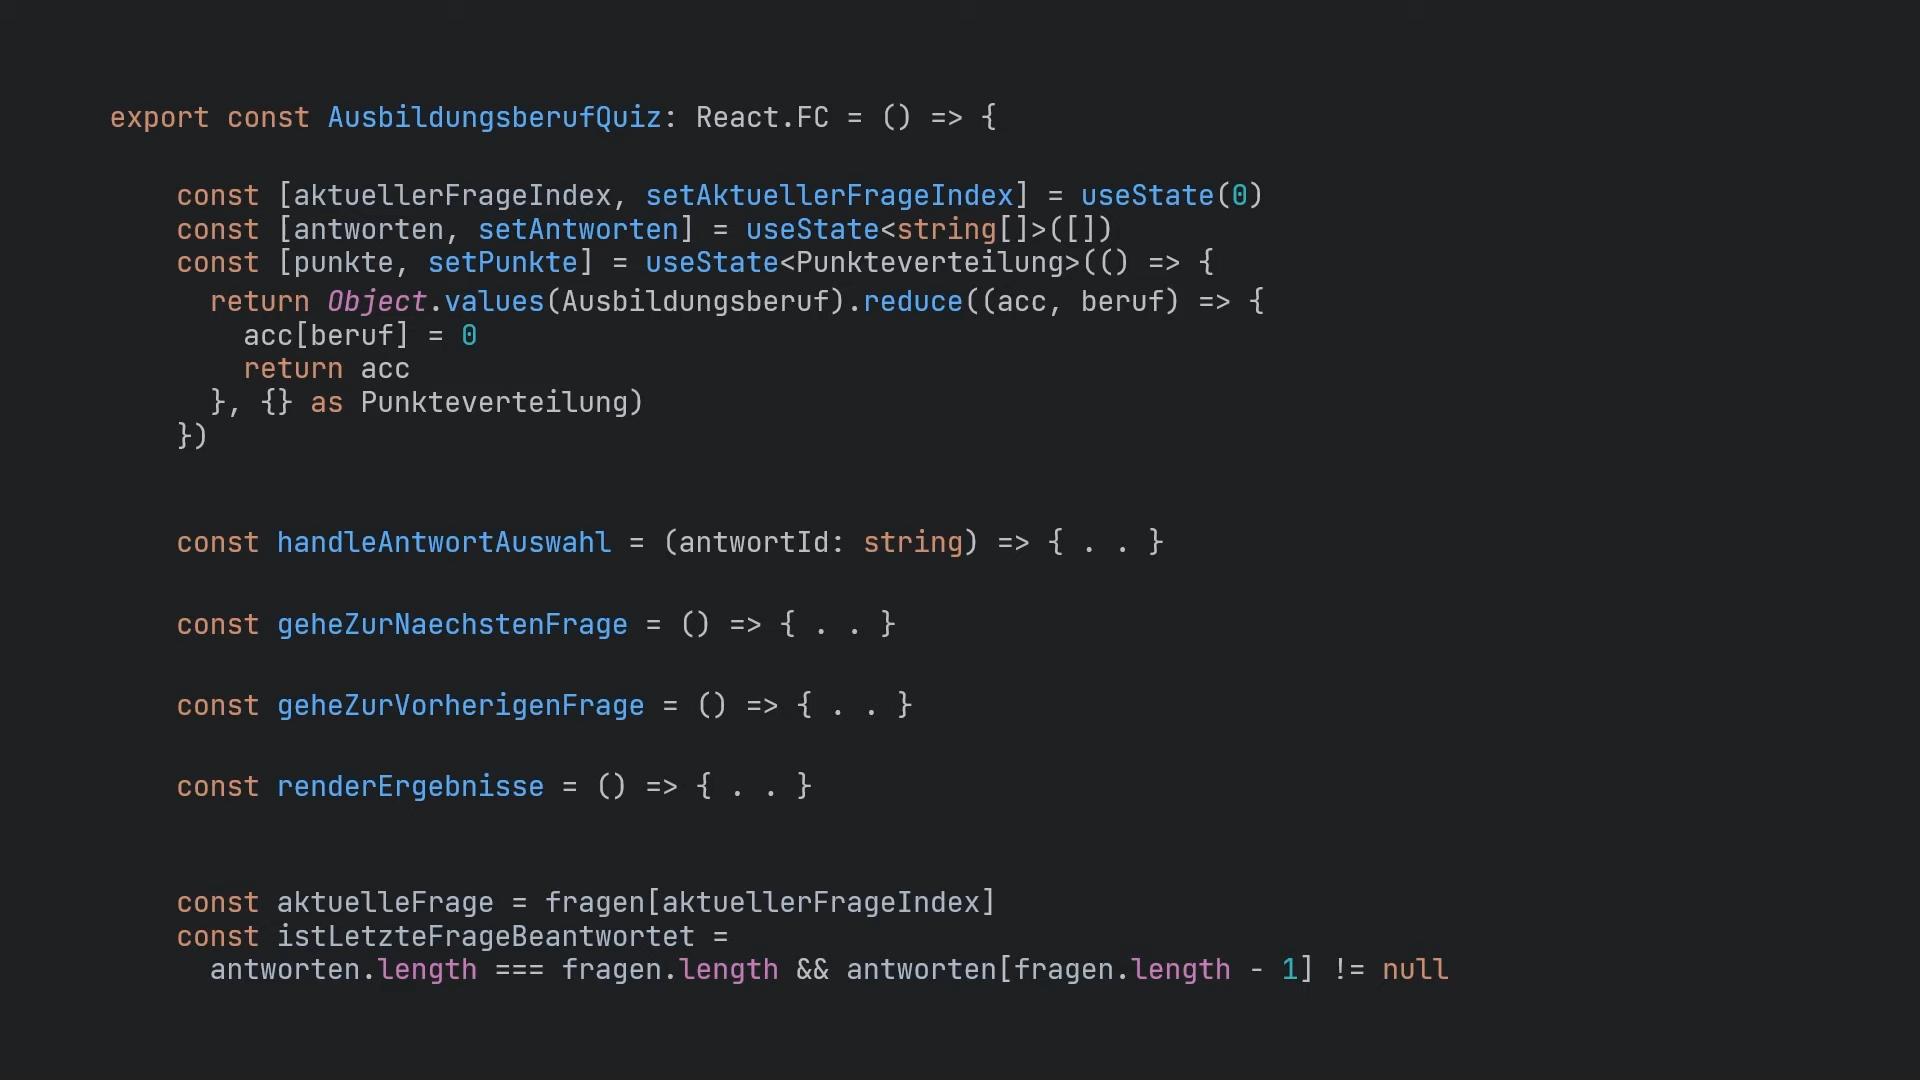 export const AusbildungsberufQuiz: React.FC = () => {
const [aktuellerFrageIndex, setAktuellerFrageIndex] = useState(0)
const [antworten, setAntworten] = useState<string[]>([])
const [punkte, setPunkte] = useState<Punkteverteilung>(() => {
return Object.values(Ausbildungsberuf).reduce((acc, beruf) => {
acc[beruf] = 0
return acc
}, {} as Punkteverteilung)
})
const handleAntwortAuswahl = (antwortId: string) => { . . }
const geheZurNaechstenFrage = () => { . . }
const geheZurVorherigenFrage = () => { . . }
const renderErgebnisse = () => { . . }
const aktuelleFrage = fragen[aktuellerFrageIndex]
const istLetzteFrageBeantwortet =
antworten.length === fragen.length && antworten[fragen.length - 1] != null